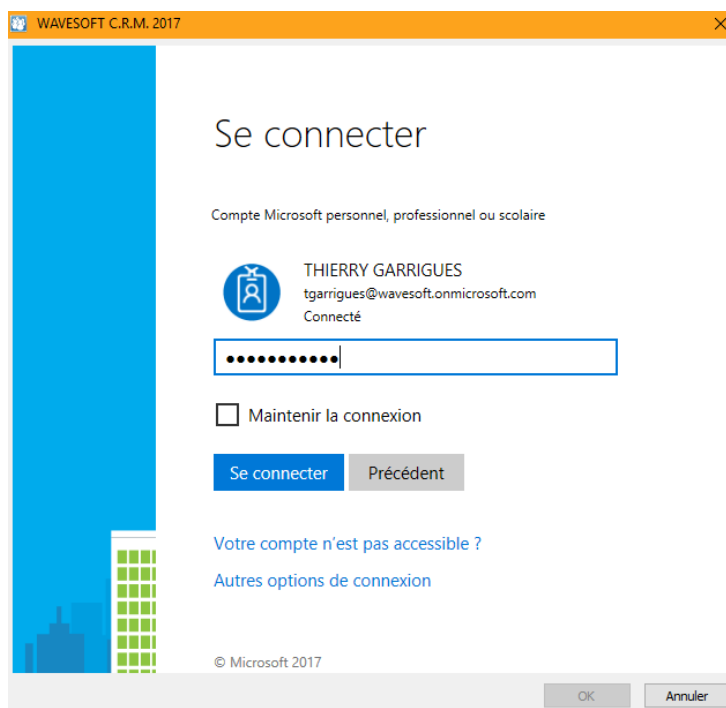 WAVESOFT C.R.M. 2017
Se connecter
Compte Microsoft personnel, professionnel ou scolaire
THIERRY GARRIGUES
tgarrigues@wavesoft.onmicrosoft.com
Connecté
•••••••••••
Maintenir la connexion
Se connecter Précédent
Votre compte n'est pas accessible ?
Autres options de connexion
© Microsoft 2017
OK Annuler